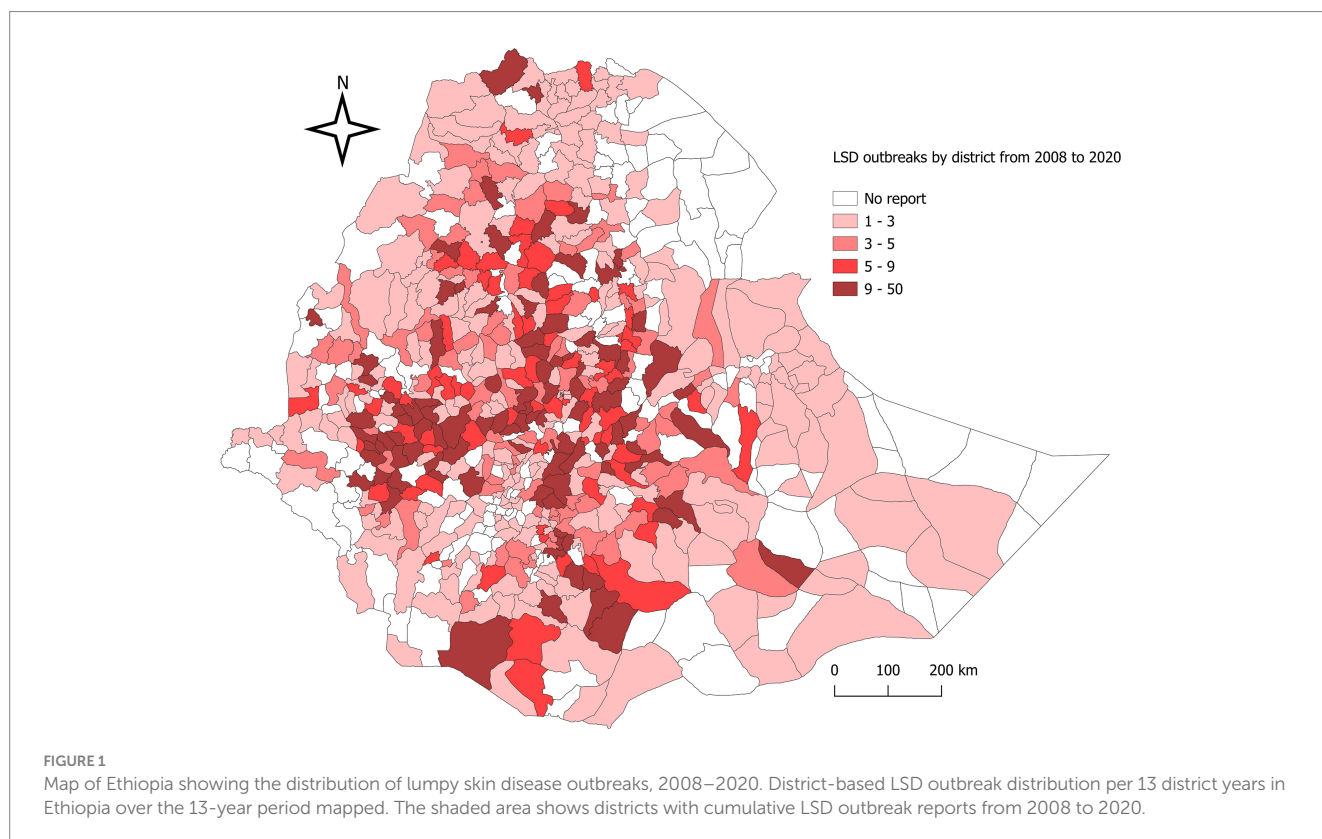 N
LSD outbreaks by district from 2008 to 2020
No report
1 - 3
3 - 5
5 - 9
9 - 50
0 100 200 km
FIGURE 1
Map of Ethiopia showing the distribution of lumpy skin disease outbreaks, 2008–2020. District-based LSD outbreak distribution per 13 district years in
Ethiopia over the 13-year period mapped. The shaded area shows districts with cumulative LSD outbreak reports from 2008 to 2020.